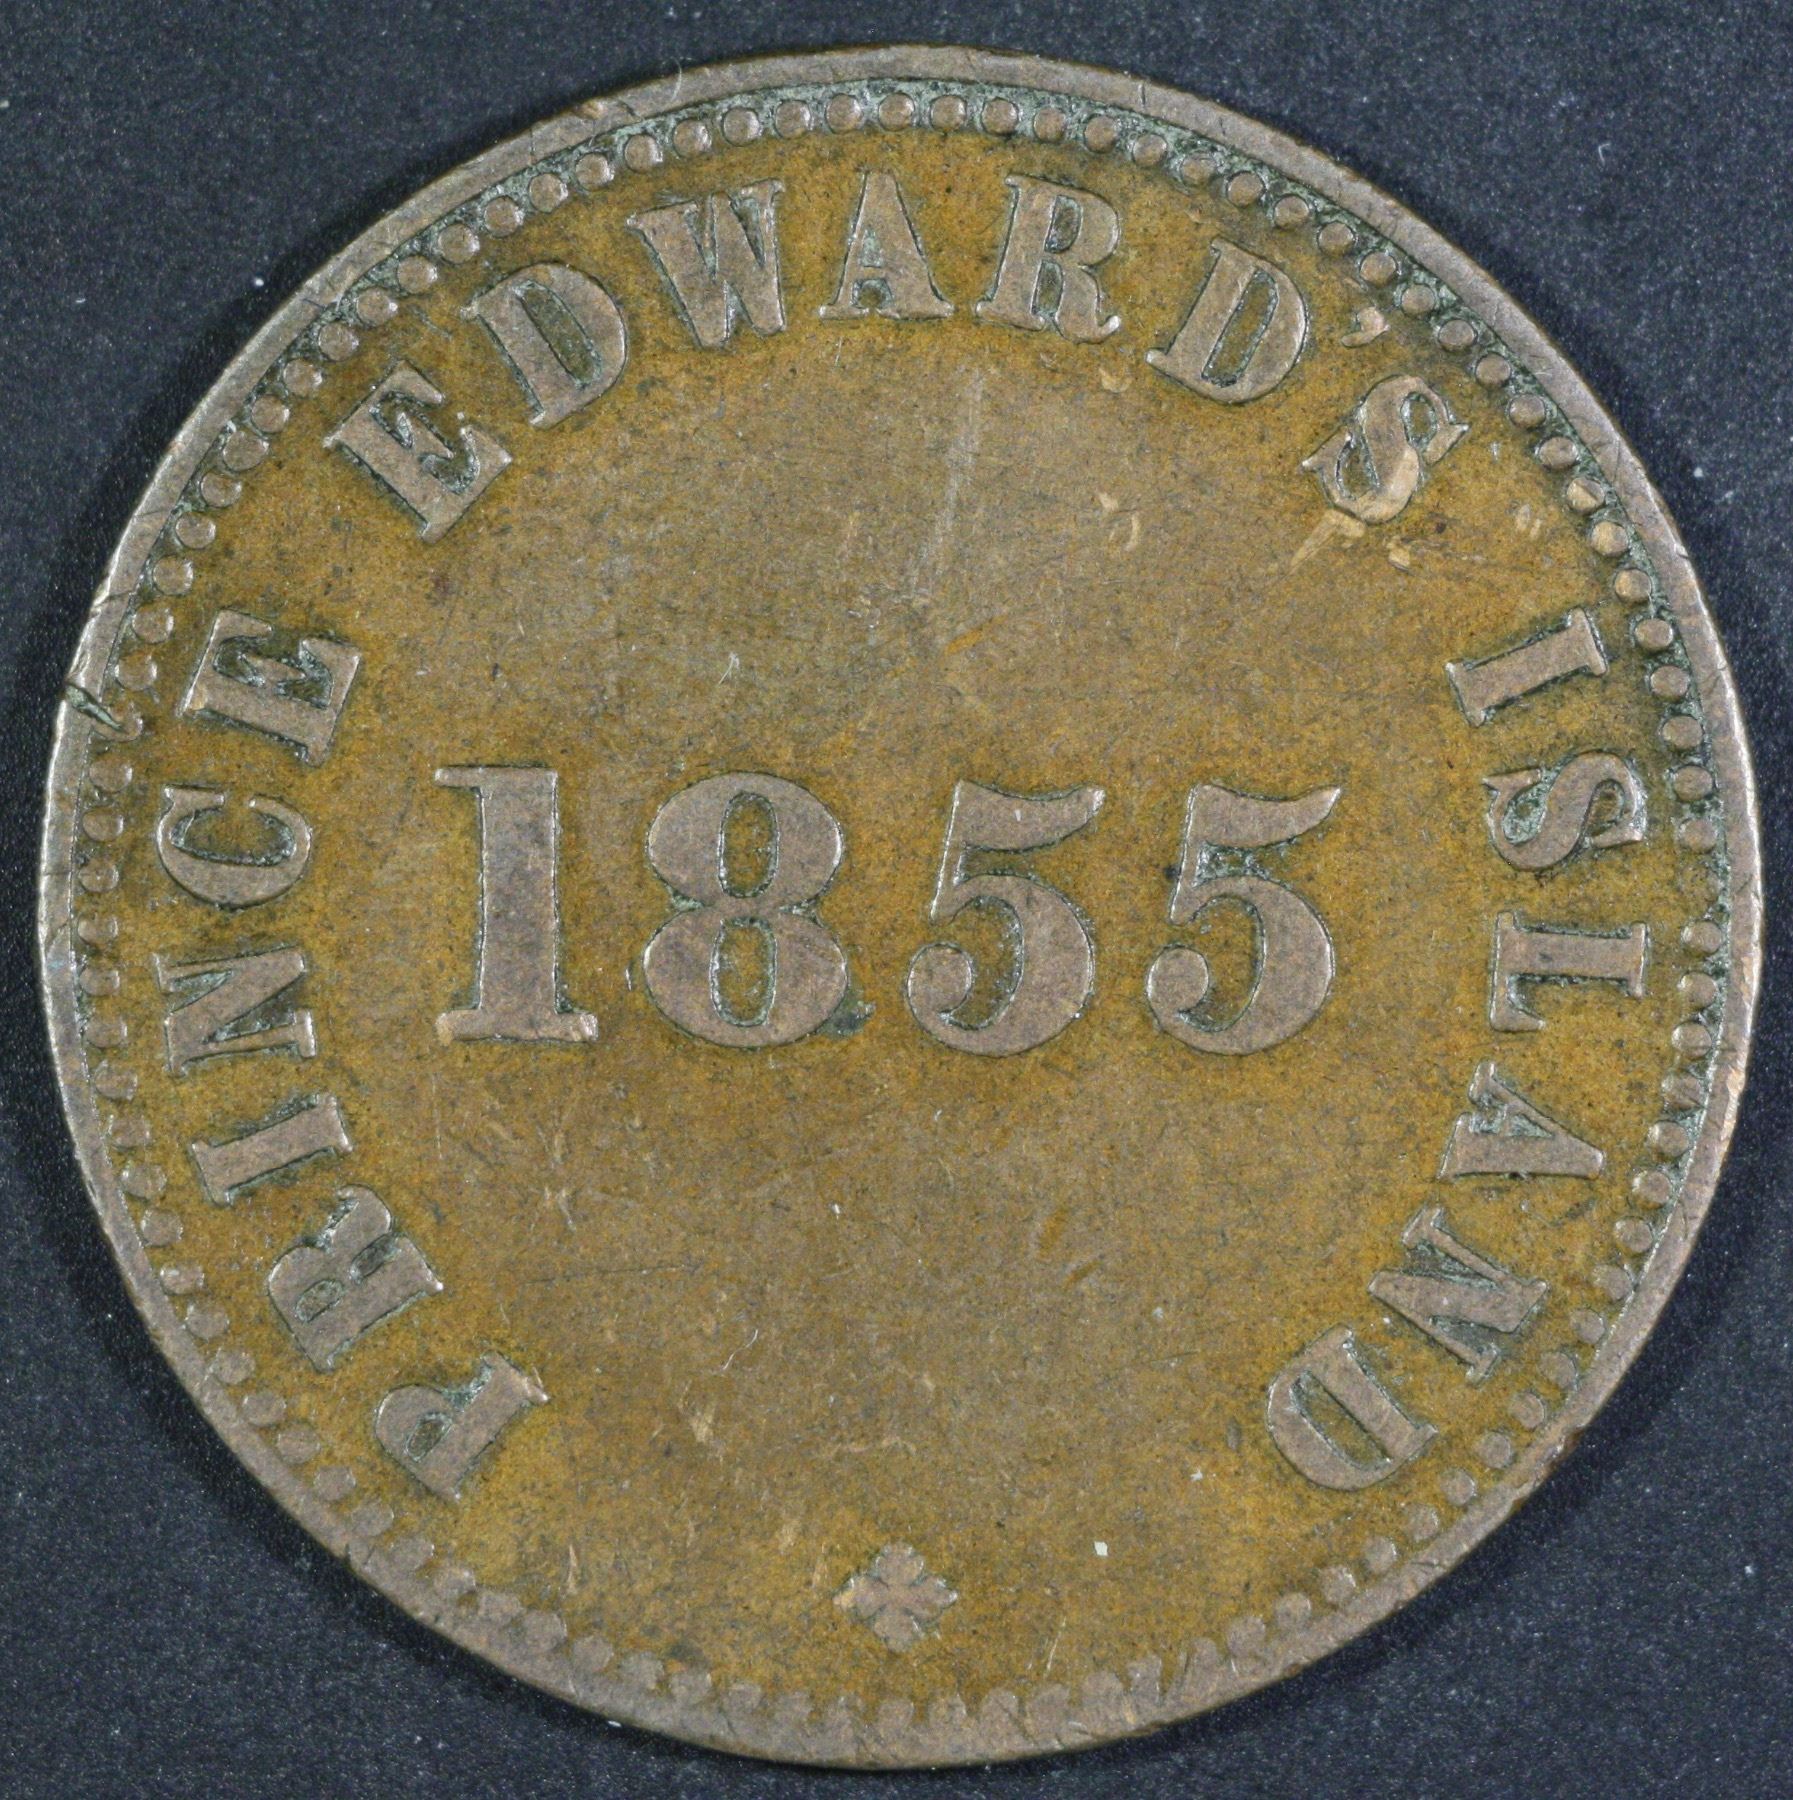 PRINCE EDWARD'S ISLAND
1855